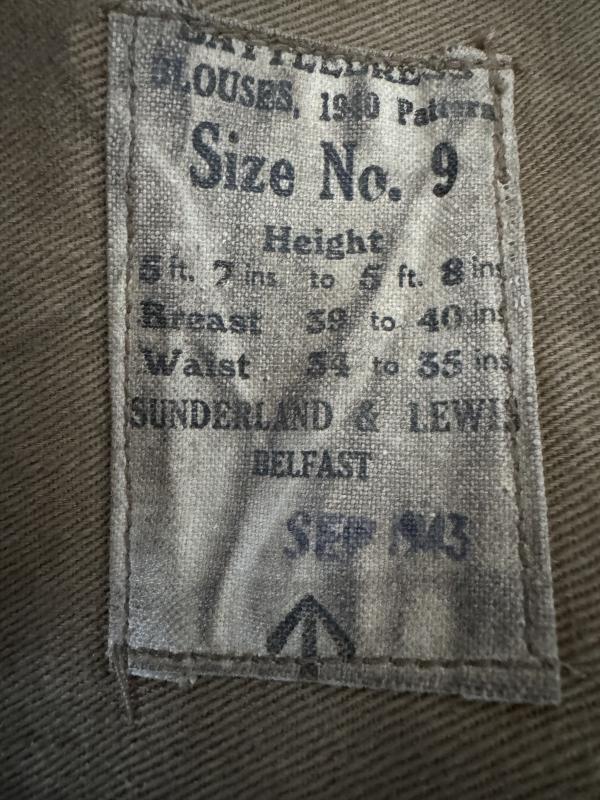 BATTLEDRESS
BLOUSES, 1940 Pattern
Size No. 9
Height
5 ft. 7 ins to 5 ft. 8 ins
Breast 39 to 40 ins
Waist 34 to 35 ins
SUNDERLAND & LEWIS
BELFAST
SEP 1943